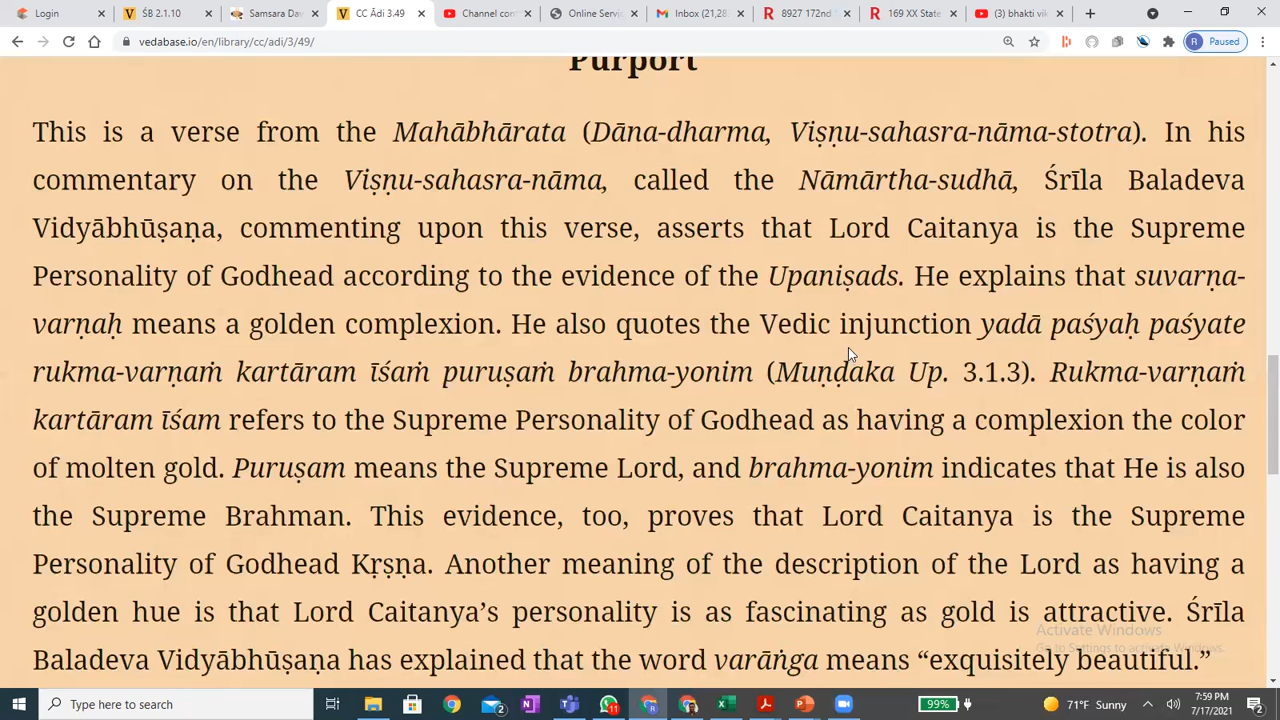 Login
ŚB 2.1.10
Samsara Da
CC Ādi 3.49
Channel con
Online Servic
Inbox (21,28
8927 172nd
169 XX State
(3) bhakti vik
vedabase.io/en/library/cc/adi/3/49/
R Paused
Purport
This is a verse from the Mahābhārata (Dāna-dharma, Viṣṇu-sahasra-nāma-stotra). In his
commentary on the Viṣṇu-sahasra-nāma, called the Nāmārtha-sudhā, Śrīla Baladeva
Vidyābhūṣaṇa, commenting upon this verse, asserts that Lord Caitanya is the Supreme
Personality of Godhead according to the evidence of the Upaniṣads. He explains that suvarṇa-
varṇaḥ means a golden complexion. He also quotes the Vedic injunction yadā paśyaḥ paśyate
rukma-varṇaṁ kartāram īśaṁ puruṣaṁ brahma-yonim (Muṇḍaka Up. 3.1.3). Rukma-varṇaṁ
kartāram īśam refers to the Supreme Personality of Godhead as having a complexion the color
of molten gold. Puruṣam means the Supreme Lord, and brahma-yonim indicates that He is also
the Supreme Brahman. This evidence, too, proves that Lord Caitanya is the Supreme
Personality of Godhead Kṛṣṇa. Another meaning of the description of the Lord as having a
golden hue is that Lord Caitanya’s personality is as fascinating as gold is attractive. Śrīla
Baladeva Vidyābhūṣaṇa has explained that the word varāṅga means “exquisitely beautiful.”
Activate Windows
Go to Settings to activate Windows.
Type here to search
2
11
99%
71°F Sunny
7:59 PM
7/17/2021
2